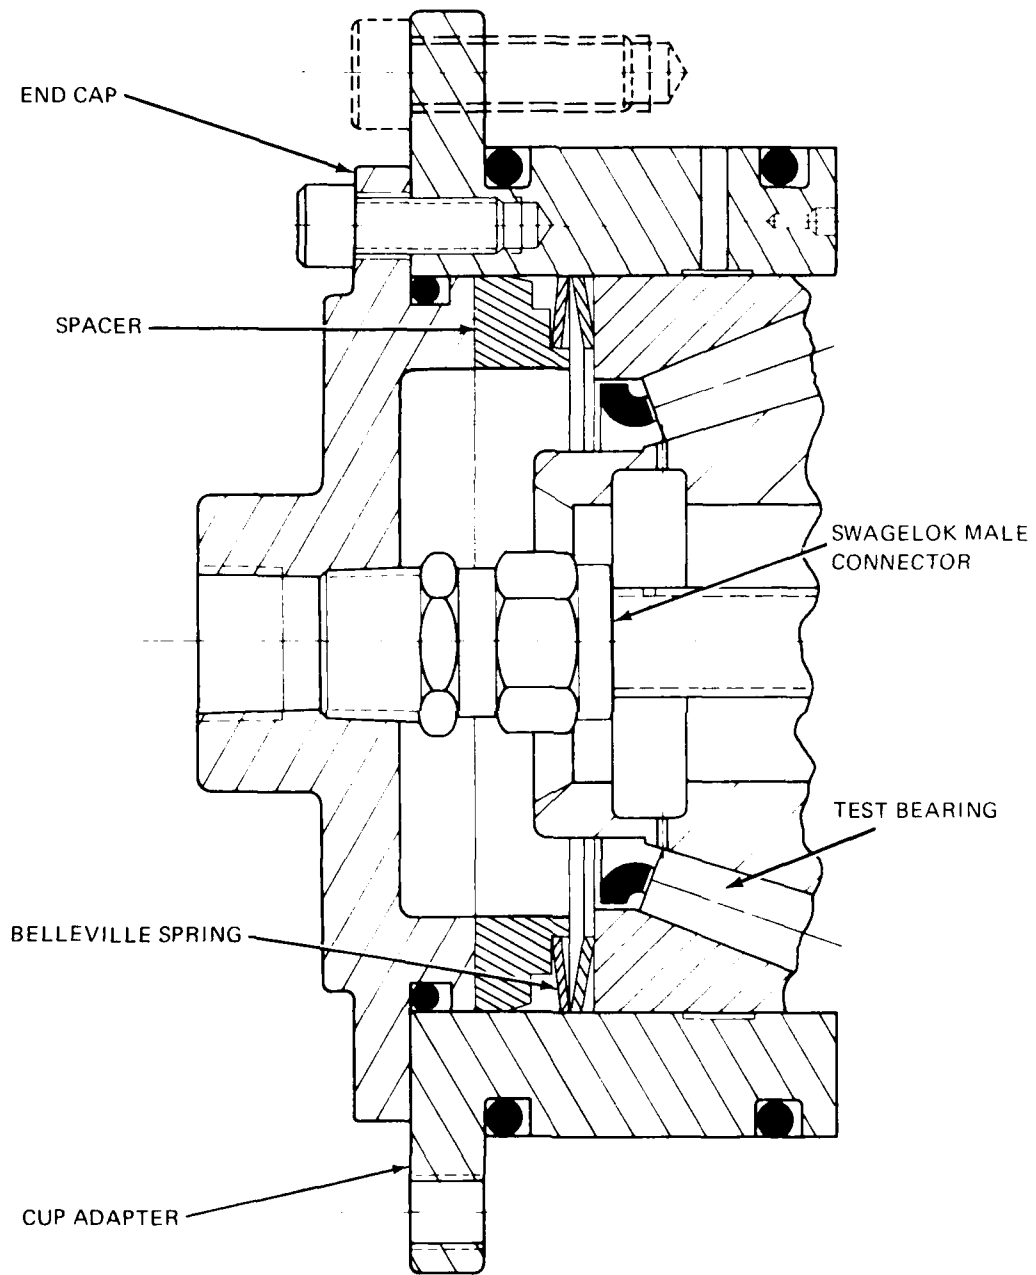 END CAP
SPACER
SWAGELOK MALE
CONNECTOR
TEST BEARING
BELLEVILLE SPRING
CUP ADAPTER